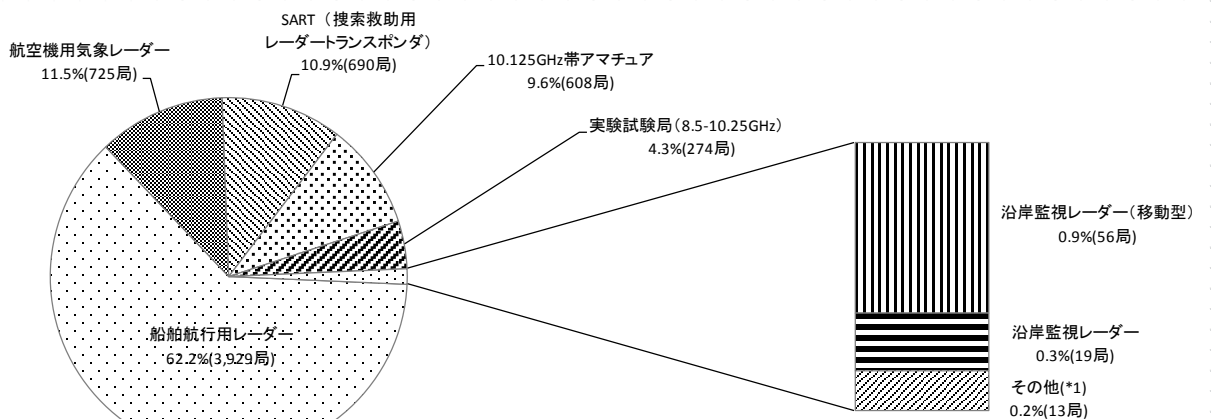 SART（捜索救助用
レーダートランスポンダ）
10.9%(690局)
航空機用気象レーダー
11.5%(725局)
10.125GHz帯アマチュア
9.6%(608局)
実験試験局（8.5-10.25GHz）
4.3%(274局)
沿岸監視レーダー（移動型）
0.9%(56局)
船舶航行用レーダー
62.2%(3,929局)
沿岸監視レーダー
0.3%(19局)
その他(*1)
0.2%(13局)